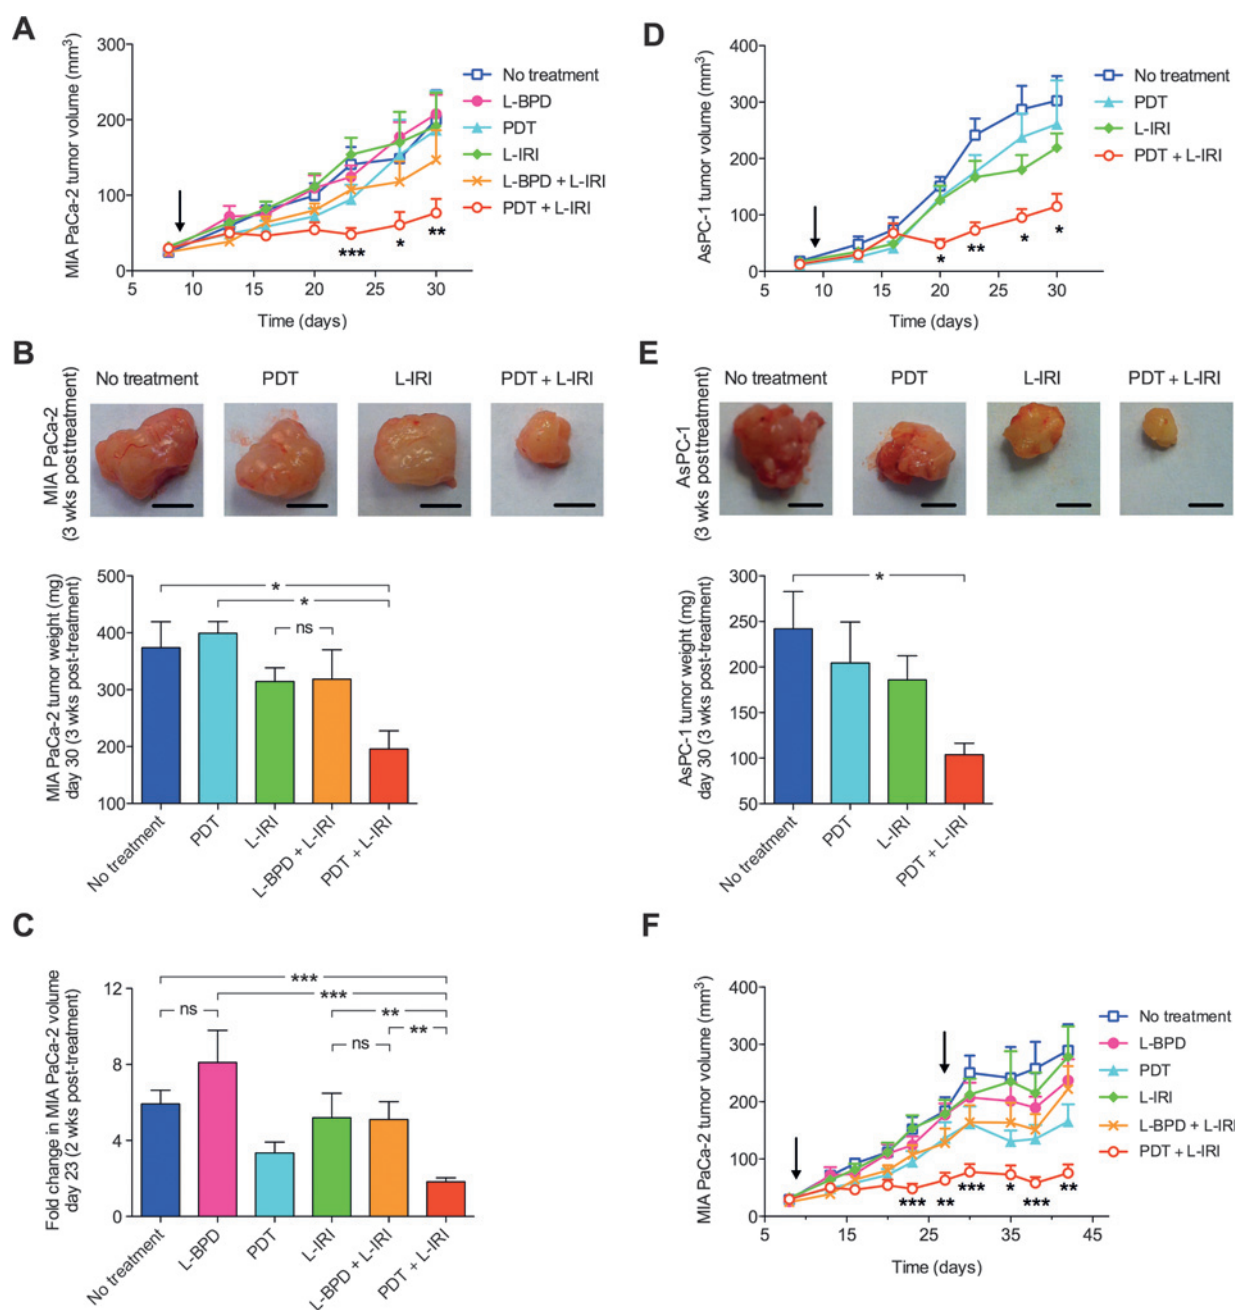 A
MIA PaCa-2 tumor volume (mm³)
300
200
100
0
5
10
15
20
25
30
Time (days)
***
*
**
No treatment
L-BPD
PDT
L-IRI
L-BPD + L-IRI
PDT + L-IRI
D
AsPC-1 tumor volume (mm³)
400
300
200
100
0
5
10
15
20
25
30
Time (days)
*
**
*
*
No treatment
PDT
L-IRI
PDT + L-IRI
B
MIA PaCa-2
(3 wks posttreatment)
No treatment
PDT
L-IRI
PDT + L-IRI
MIA PaCa-2 tumor weight (mg)
day 30 (3 wks post-treatment)
500
400
300
200
100
*
*
ns
No treatment
PDT
L-IRI
L-BPD + L-IRI
PDT + L-IRI
E
AsPC-1
(3 wks posttreatment)
No treatment
PDT
L-IRI
PDT + L-IRI
AsPC-1 tumor weight (mg)
day 30 (3 wks post-treatment)
300
250
200
150
100
50
*
No treatment
PDT
L-IRI
PDT + L-IRI
C
Fold change in MIA PaCa-2 volume
day 23 (2 wks post-treatment)
12
8
4
0
***
***
ns
**
ns
**
No treatment
L-BPD
PDT
L-IRI
L-BPD + L-IRI
PDT + L-IRI
F
MIA PaCa-2 tumor volume (mm³)
400
300
200
100
0
5
10
15
20
25
30
35
40
45
Time (days)
***
**
***
*
***
**
No treatment
L-BPD
PDT
L-IRI
L-BPD + L-IRI
PDT + L-IRI